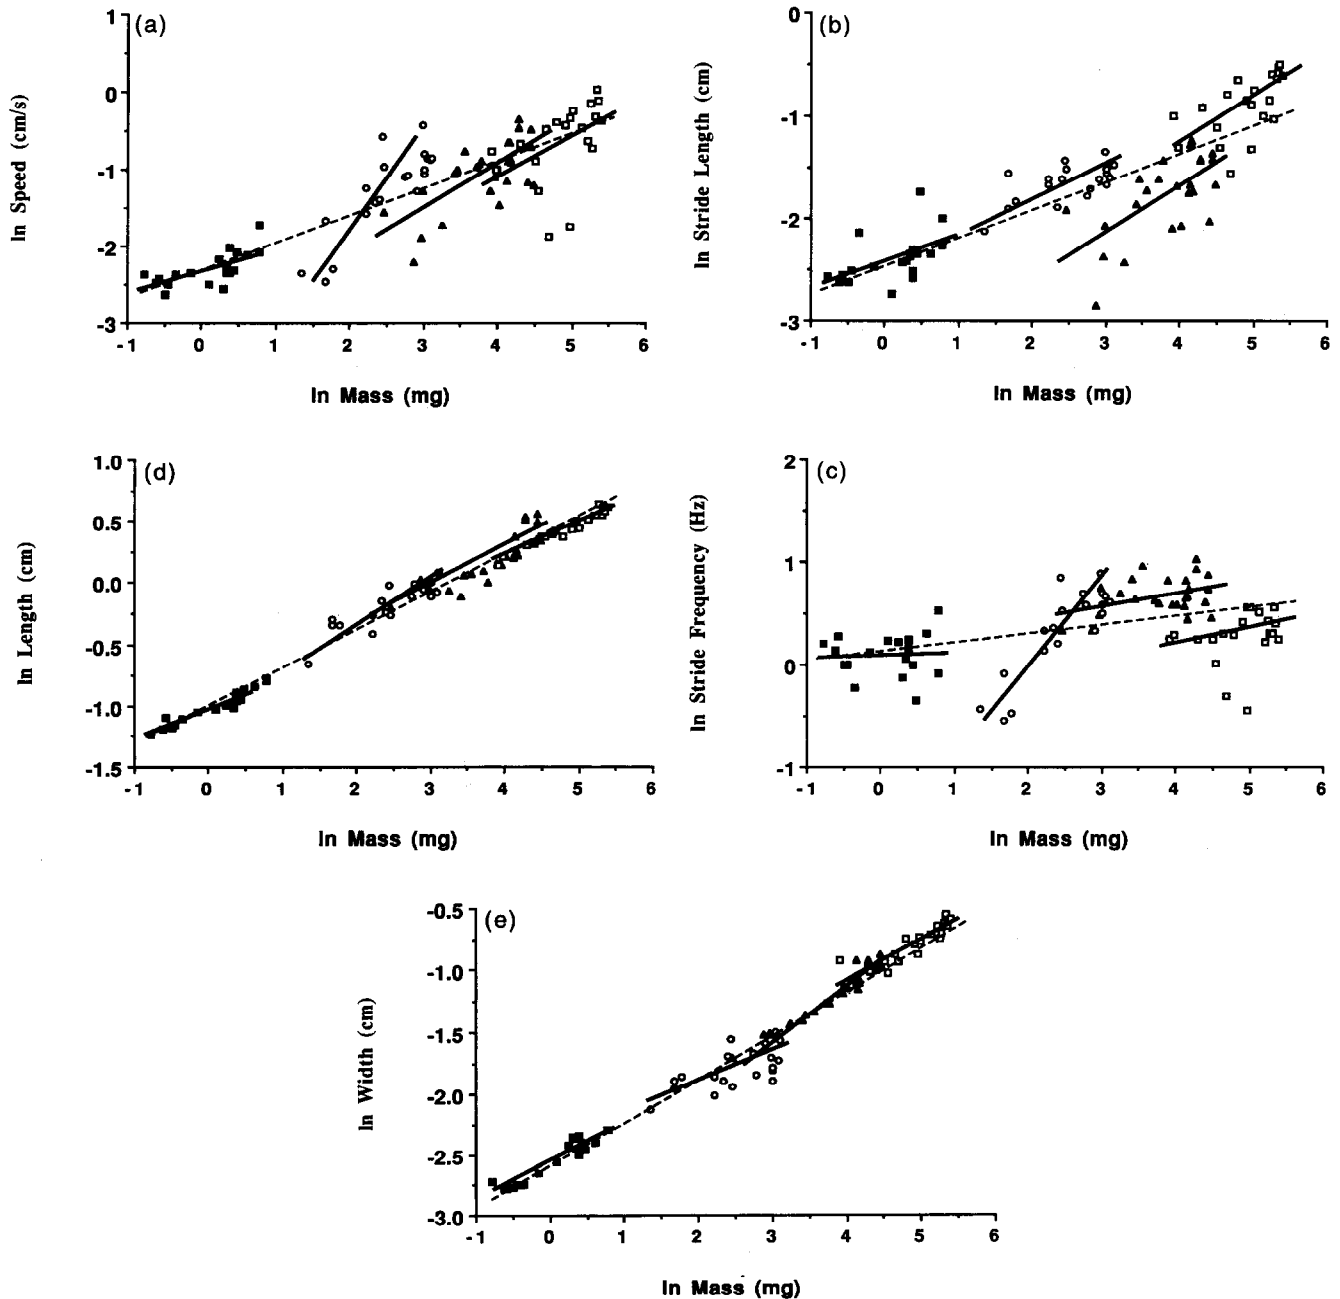 (a)
ln Speed (cm/s)
1
0
-1
-2
-3
-1 0 1 2 3 4 5 6
ln Mass (mg)
(b)
ln Stride Length (cm)
0
-1
-2
-3
-1 0 1 2 3 4 5 6
ln Mass (mg)
(d)
ln Length (cm)
1.0
0.5
0.0
-0.5
-1.0
-1.5
-1 0 1 2 3 4 5 6
ln Mass (mg)
(c)
ln Stride Frequency (Hz)
2
1
0
-1
-1 0 1 2 3 4 5 6
ln Mass (mg)
(e)
ln Width (cm)
-0.5
-1.0
-1.5
-2.0
-2.5
-3.0
-1 0 1 2 3 4 5 6
ln Mass (mg)